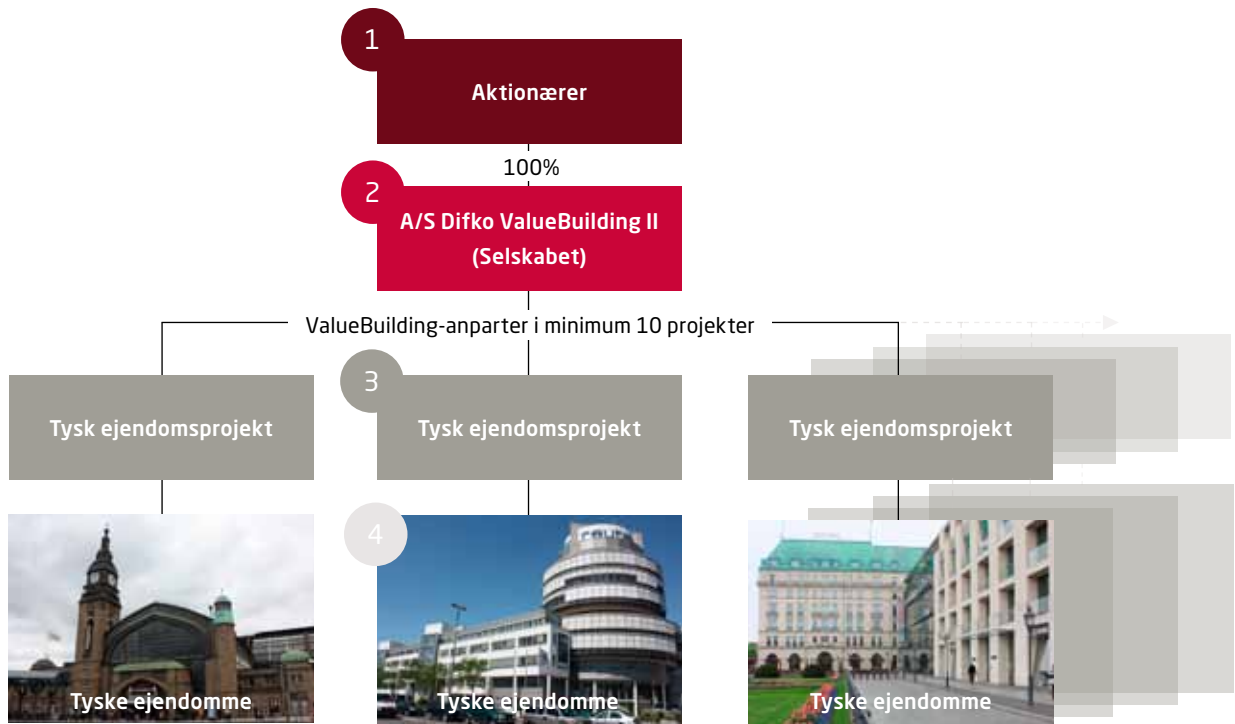 1
Aktionærer
100%
2
A/S Difko ValueBuilding II
(Selskabet)
ValueBuilding-anparter i minimum 10 projekter
Tysk ejendomsprojekt
3
Tysk ejendomsprojekt
Tysk ejendomsprojekt
Tyske ejendomme
4
Tyske ejendomme
Tyske ejendomme